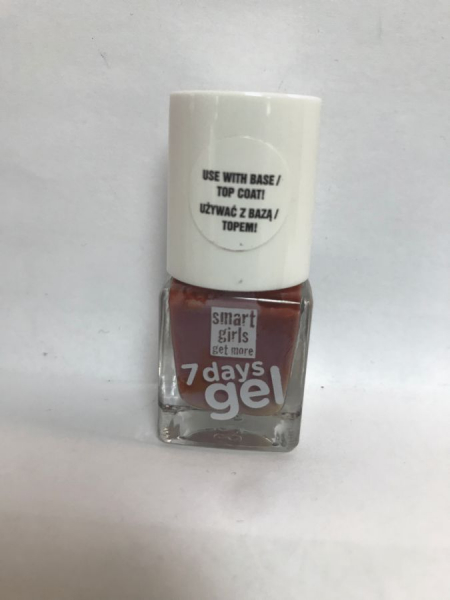 USE WITH BASE /
TOP COAT!
UŻYWAĆ Z BAZĄ /
TOPEM!
smart
girls
get more
7 days
gel